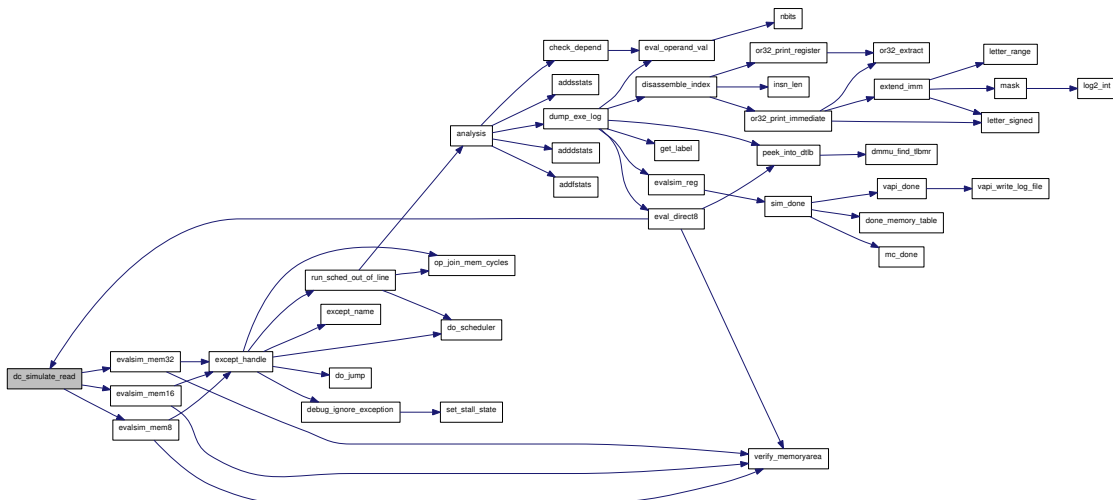 nbits
check_depend
eval_operand_val
or32_print_register
or32_extract
letter_range
addsstats
disassemble_index
insn_len
extend_imm
mask
log2_int
analysis
dump_exe_log
or32_print_immediate
letter_signed
adddstats
get_label
peek_into_dtlb
dmmu_find_tlbmr
addfstats
evalsim_reg
sim_done
vapi_done
vapi_write_log_file
eval_direct8
done_memory_table
mc_done
op_join_mem_cycles
run_sched_out_of_line
except_name
do_scheduler
evalsim_mem32
except_handle
dc_simulate_read
do_jump
evalsim_mem16
debug_ignore_exception
set_stall_state
evalsim_mem8
verify_memoryarea